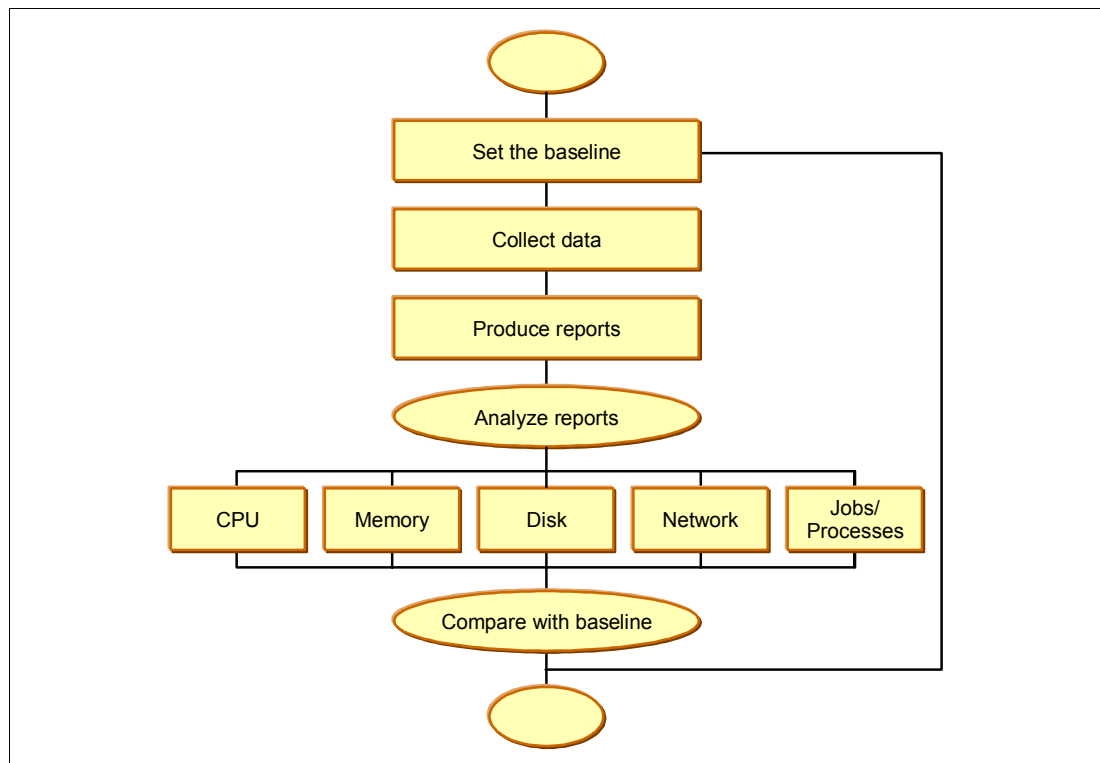 Set the baseline
Collect data
Produce reports
Analyze reports
CPU
Memory
Disk
Network
Jobs/
Processes
Compare with baseline